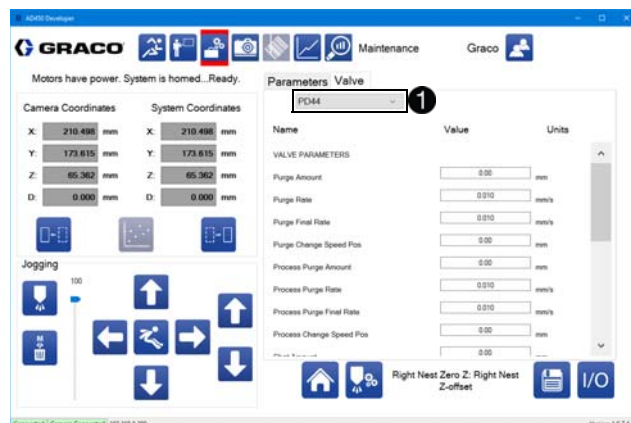 AD450 Developer
GRACO
Maintenance
Graco
Motors have power. System is homed...Ready.
Camera Coordinates
System Coordinates
X: 210.498 mm X: 210.498 mm
Y: 173.615 mm Y: 173.615 mm
Z: 65.362 mm Z: 65.362 mm
D: 0.000 mm D: 0.000 mm
Jogging
100
M
Parameters Valve
PD44
1
Name Value Units
VALVE PARAMETERS
Purge Amount 0.00 mm
Purge Rate 0.010 mm/s
Purge Final Rate 0.010 mm/s
Purge Change Speed Pos 0.00 mm
Process Purge Amount 0.00 mm
Process Purge Rate 0.010 mm/s
Process Purge Final Rate 0.010 mm/s
Process Change Speed Pos 0.00 mm
0.00
%
Right Nest Zero Z: Right Nest
Z-offset
I/O